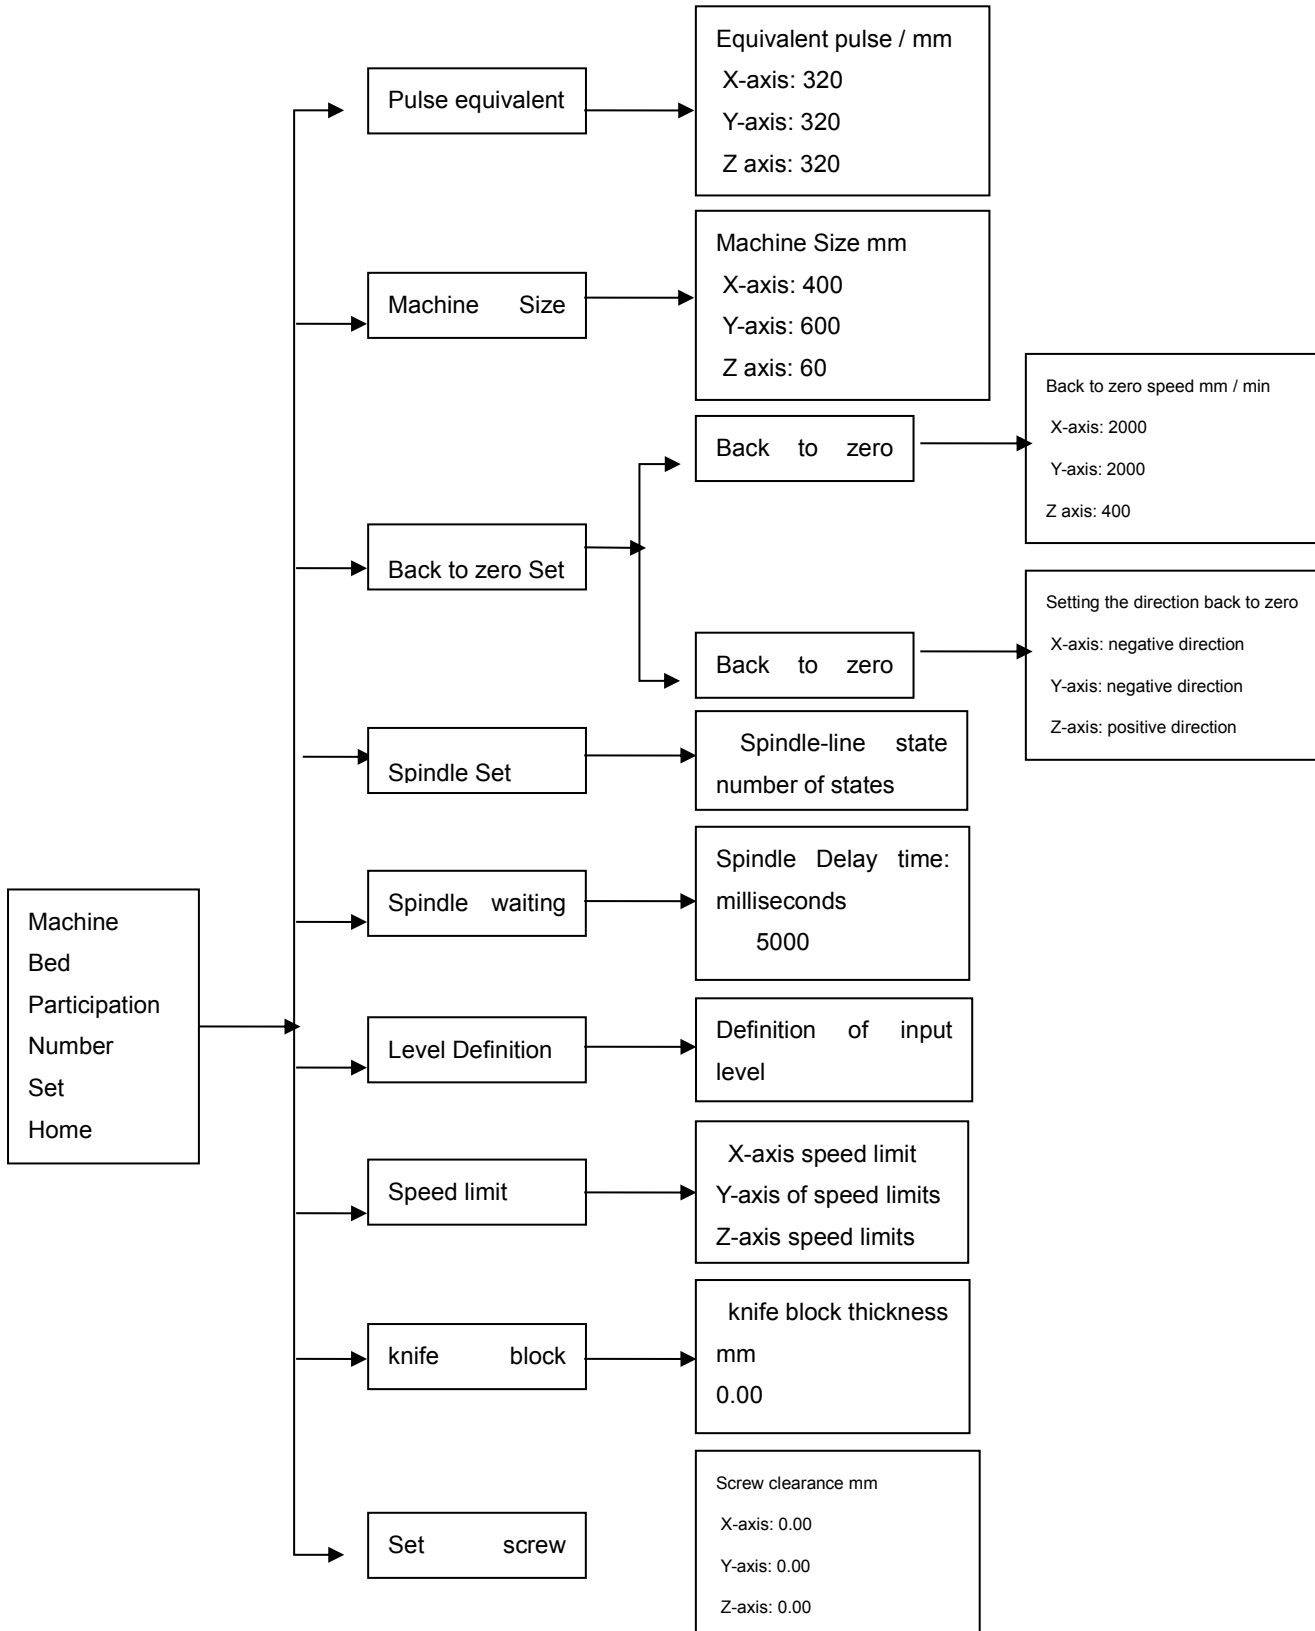 Pulse equivalent
Equivalent pulse / mm
X-axis: 320
Y-axis: 320
Z axis: 320
Machine Size
Machine Size mm
X-axis: 400
Y-axis: 600
Z axis: 60
Back to zero Set
Back to zero
Back to zero speed mm / min
X-axis: 2000
Y-axis: 2000
Z axis: 400
Back to zero
Setting the direction back to zero
X-axis: negative direction
Y-axis: negative direction
Z-axis: positive direction
Spindle Set
Spindle-line state
number of states
Spindle waiting
Spindle Delay time:
milliseconds
5000
Machine
Bed
Participation
Number
Set
Home
Level Definition
Definition of input
level
Speed limit
X-axis speed limit
Y-axis of speed limits
Z-axis speed limits
knife block
knife block thickness
mm
0.00
Set screw
Screw clearance mm
X-axis: 0.00
Y-axis: 0.00
Z-axis: 0.00